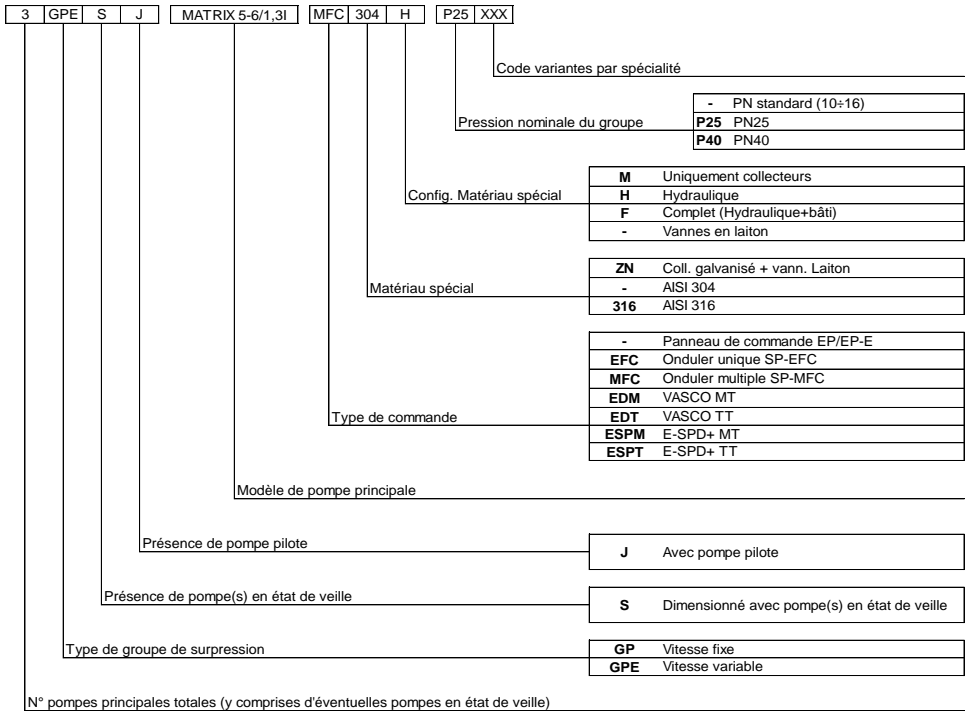 3 GPE S J MATRIX 5-6/1,3I MFC 304 H P25 XXX
Code variantes par spécialité
- PN standard (10÷16)
Pression nominale du groupe P25 PN25
P40 PN40
M Uniquement collecteurs
Config. Matériau spécial H Hydraulique
F Complet (Hydraulique+bâti)
- Vannes en laiton
ZN Coll. galvanisé + vann. Laiton
Matériau spécial - AISI 304
316 AISI 316
- Panneau de commande EP/EP-E
EFC Onduler unique SP-EFC
MFC Onduler multiple SP-MFC
EDM VASCO MT
Type de commande EDT VASCO TT
ESPM E-SPD+ MT
ESPT E-SPD+ TT
Modèle de pompe principale
Présence de pompe pilote
J Avec pompe pilote
Présence de pompe(s) en état de veille
S Dimensionné avec pompe(s) en état de veille
Type de groupe de surpression GP Vitesse fixe
GPE Vitesse variable
N° pompes principales totales (y comprises d'éventuelles pompes en état de veille)